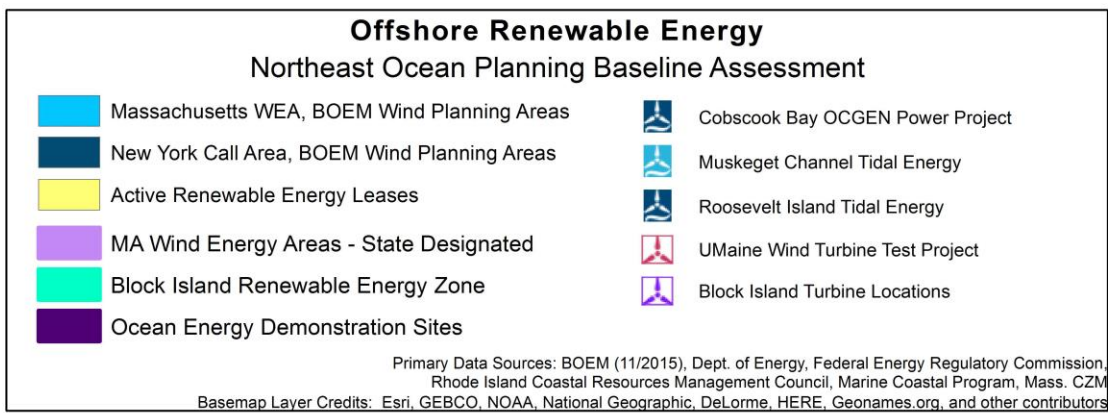 Offshore Renewable Energy
Northeast Ocean Planning Baseline Assessment
Massachusetts WEA, BOEM Wind Planning Areas
New York Call Area, BOEM Wind Planning Areas
Active Renewable Energy Leases
MA Wind Energy Areas - State Designated
Block Island Renewable Energy Zone
Ocean Energy Demonstration Sites
Cobscook Bay OCGEN Power Project
Muskeget Channel Tidal Energy
Roosevelt Island Tidal Energy
UMaine Wind Turbine Test Project
Block Island Turbine Locations
Primary Data Sources: BOEM (11/2015), Dept. of Energy, Federal Energy Regulatory Commission,
Rhode Island Coastal Resources Management Council, Marine Coastal Program, Mass. CZM
Basemap Layer Credits: Esri, GEBCO, NOAA, National Geographic, DeLorme, HERE, Geonames.org, and other contributors